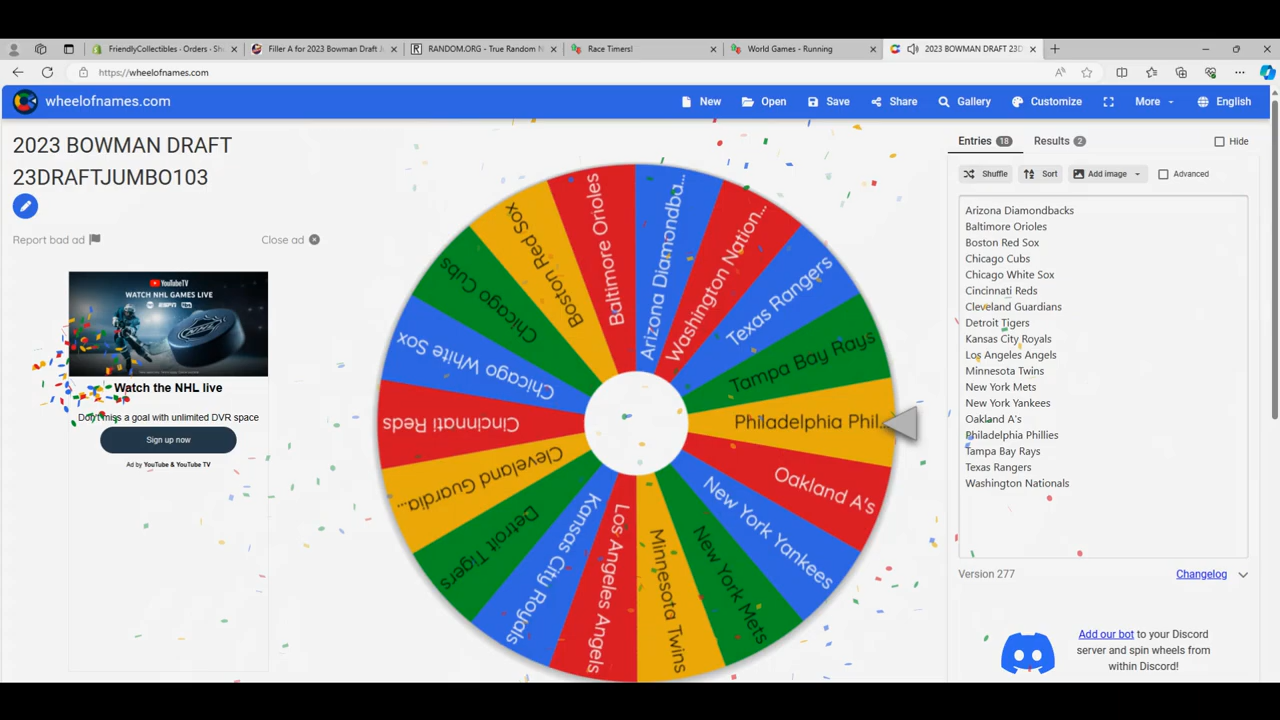 FriendlyCollectibles · Orders · Sh
Filler A for 2023 Bowman Draft Ju
RANDOM.ORG - True Random N
Race Timers!
World Games - Running
2023 BOWMAN DRAFT 23D
https://wheelofnames.com
wheelofnames.com
New
Open
Save
Share
Gallery
Customize
More
English
2023 BOWMAN DRAFT
23DRAFTJUMBO103
Report bad ad
Close ad
YouTubeTV
WATCH NHL GAMES LIVE
Watch the NHL live
Don't miss a goal with unlimited DVR space
Sign up now
Ad by YouTube & YouTube TV
Arizona Diamondba...
Washington Nation...
Texas Rangers
Tampa Bay Rays
Philadelphia Phil...
Oakland A's
New York Yankees
New York Mets
Minnesota Twins
Los Angeles Angels
Kansas City Royals
Detroit Tigers
Cleveland Guardia...
Cincinnati Reds
Chicago White Sox
Chicago Cubs
Boston Red Sox
Baltimore Orioles
Entries 18
Results 2
Hide
Shuffle
Sort
Add image
Advanced
Arizona Diamondbacks
Baltimore Orioles
Boston Red Sox
Chicago Cubs
Chicago White Sox
Cincinnati Reds
Cleveland Guardians
Detroit Tigers
Kansas City Royals
Los Angeles Angels
Minnesota Twins
New York Mets
New York Yankees
Oakland A's
Philadelphia Phillies
Tampa Bay Rays
Texas Rangers
Washington Nationals
Version 277
Changelog
Add our bot to your Discord
server and spin wheels from
within Discord!